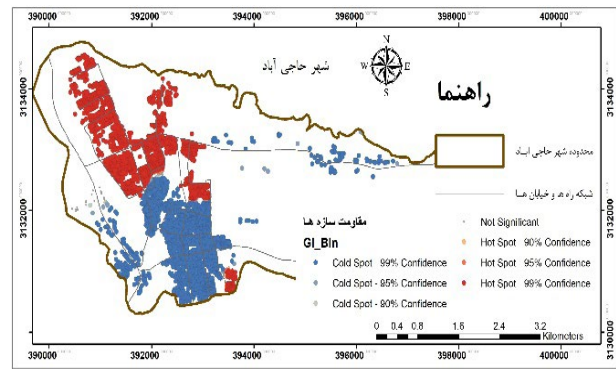 390000 392000 394000 396000 398000 400000
3134000
3132000
3130000
3134000
3132000
3130000
شهر حاجی آباد
N
W E
S
راهنما
محدوده شهر حاجی آباد
شبکه راه ها و خیابان ها
مقاومت سازه ها
GI_BIn
Cold Spot - 99% Confidence
Cold Spot - 95% Confidence
Cold Spot - 90% Confidence
Not Significant
Hot Spot - 90% Confidence
Hot Spot - 95% Confidence
Hot Spot - 99% Confidence
0 0.4 0.8 1.6 2.4 3.2
Kilometers
390000 392000 394000 396000 398000 400000